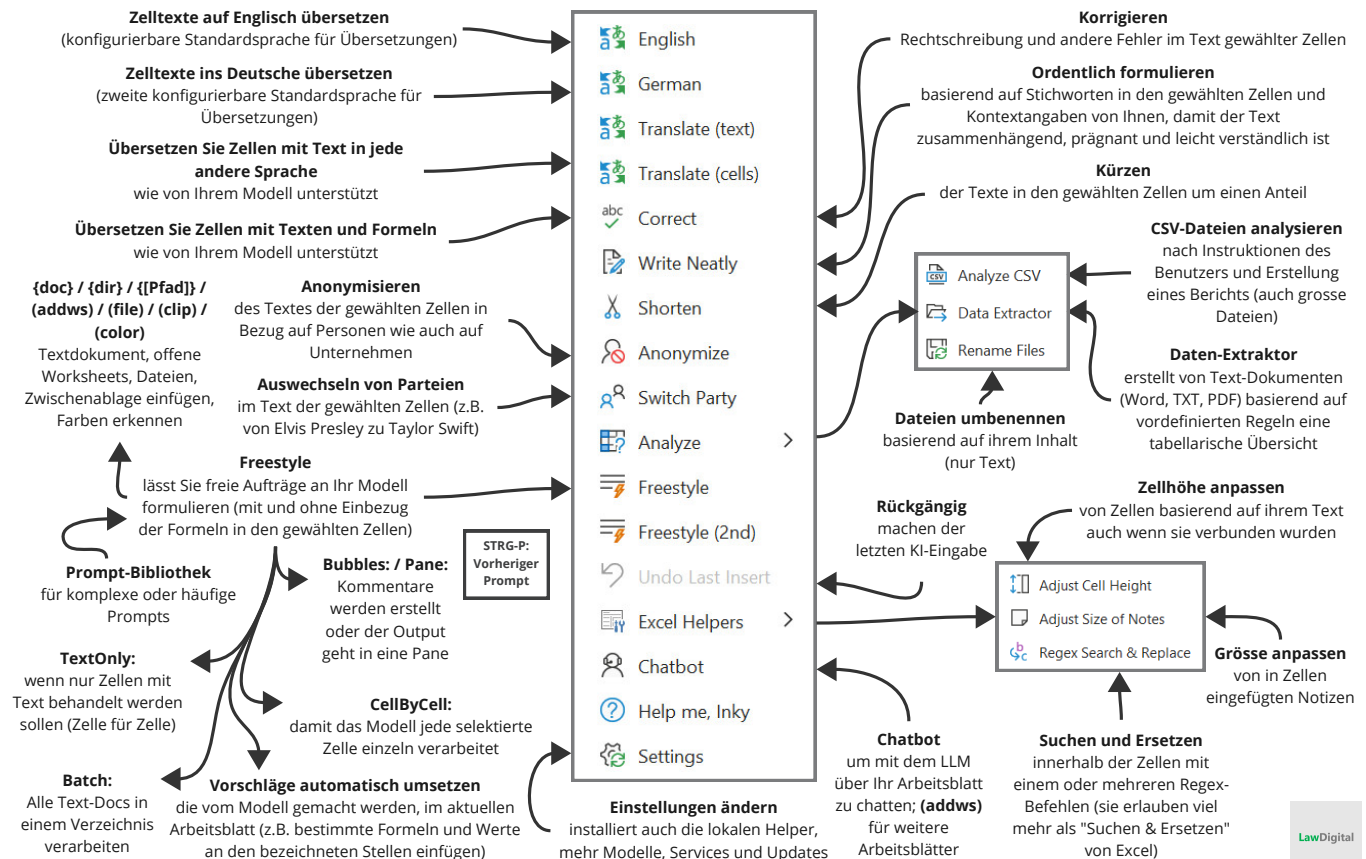 Zelltexte auf Englisch übersetzen
(konfigurierbare Standardsprache für Übersetzungen)
Zelltexte ins Deutsche übersetzen
(zweite konfigurierbare Standardsprache für
Übersetzungen)
Übersetzen Sie Zellen mit Text in jede
andere Sprache
wie von Ihrem Modell unterstützt
Übersetzen Sie Zellen mit Texten und Formeln
wie von Ihrem Modell unterstützt
{doc} / {dir} / {[Pfad]} /
(addws) / (file) / (clip) /
(color)
Textdokument, offene
Worksheets, Dateien,
Zwischenablage einfügen,
Farben erkennen
Anonymisieren
des Textes der gewählten Zellen in
Bezug auf Personen wie auch auf
Unternehmen
Auswechseln von Parteien
im Text der gewählten Zellen (z.B.
von Elvis Presley zu Taylor Swift)
Freestyle
lässt Sie freie Aufträge an Ihr Modell
formulieren (mit und ohne Einbezug
der Formeln in den gewählten Zellen)
Prompt-Bibliothek
für komplexe oder häufige
Prompts
Bubbles: / Pane:
Kommentare
werden erstellt
oder der Output
geht in eine Pane
STRG-P:
Vorheriger
Prompt
TextOnly:
wenn nur Zellen mit
Text behandelt werden
sollen (Zelle für Zelle)
CellByCell:
damit das Modell jede selektierte
Zelle einzeln verarbeitet
Batch:
Alle Text-Docs in
einem Verzeichnis
verarbeiten
Vorschläge automatisch umsetzen
die vom Modell gemacht werden, im aktuellen
Arbeitsblatt (z.B. bestimmte Formeln und Werte
an den bezeichneten Stellen einfügen)
English
German
Translate (text)
Translate (cells)
abc
Correct
Write Neatly
Shorten
Anonymize
Switch Party
Analyze
Freestyle
Freestyle (2nd)
Undo Last Insert
Excel Helpers
Chatbot
Help me, Inky
Settings
Einstellungen ändern
installiert auch die lokalen Helper,
mehr Modelle, Services und Updates
Korrigieren
Rechtschreibung und andere Fehler im Text gewählter Zellen
Ordentlich formulieren
basierend auf Stichworten in den gewählten Zellen und
Kontextangaben von Ihnen, damit der Text
zusammenhängend, prägnant und leicht verständlich ist
Kürzen
der Texte in den gewählten Zellen um einen Anteil
CSV-Dateien analysieren
nach Instruktionen des
Benutzers und Erstellung
eines Berichts (auch grosse
Dateien)
CSV
Analyze CSV
Data Extractor
Rename Files
Daten-Extraktor
erstellt von Text-Dokumenten
(Word, TXT, PDF) basierend auf
vordefinierten Regeln eine
tabellarische Übersicht
Dateien umbenennen
basierend auf ihrem Inhalt
(nur Text)
Zellhöhe anpassen
von Zellen basierend auf ihrem Text
auch wenn sie verbunden wurden
Rückgängig
machen der
letzten KI-Eingabe
Adjust Cell Height
Adjust Size of Notes
b
c
Regex Search & Replace
Grösse anpassen
von in Zellen
eingefügten Notizen
Chatbot
um mit dem LLM
über Ihr Arbeitsblatt
zu chatten; (addws)
für weitere
Arbeitsblätter
Suchen und Ersetzen
innerhalb der Zellen mit
einem oder mehreren Regex-
Befehlen (sie erlauben viel
mehr als "Suchen & Ersetzen"
von Excel)
LawDigital